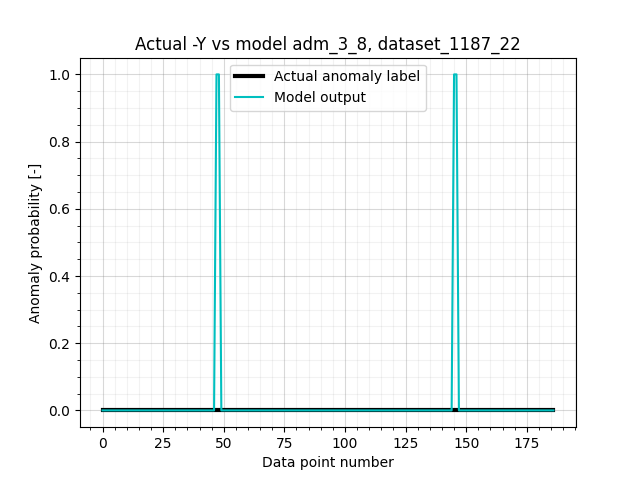 Actual -Y vs model adm_3_8, dataset_1187_22
1.0
0.8
0.6
0.4
0.2
0.0
Anomaly probability [-]
Actual anomaly label
Model output
0 25 50 75 100 125 150 175
Data point number